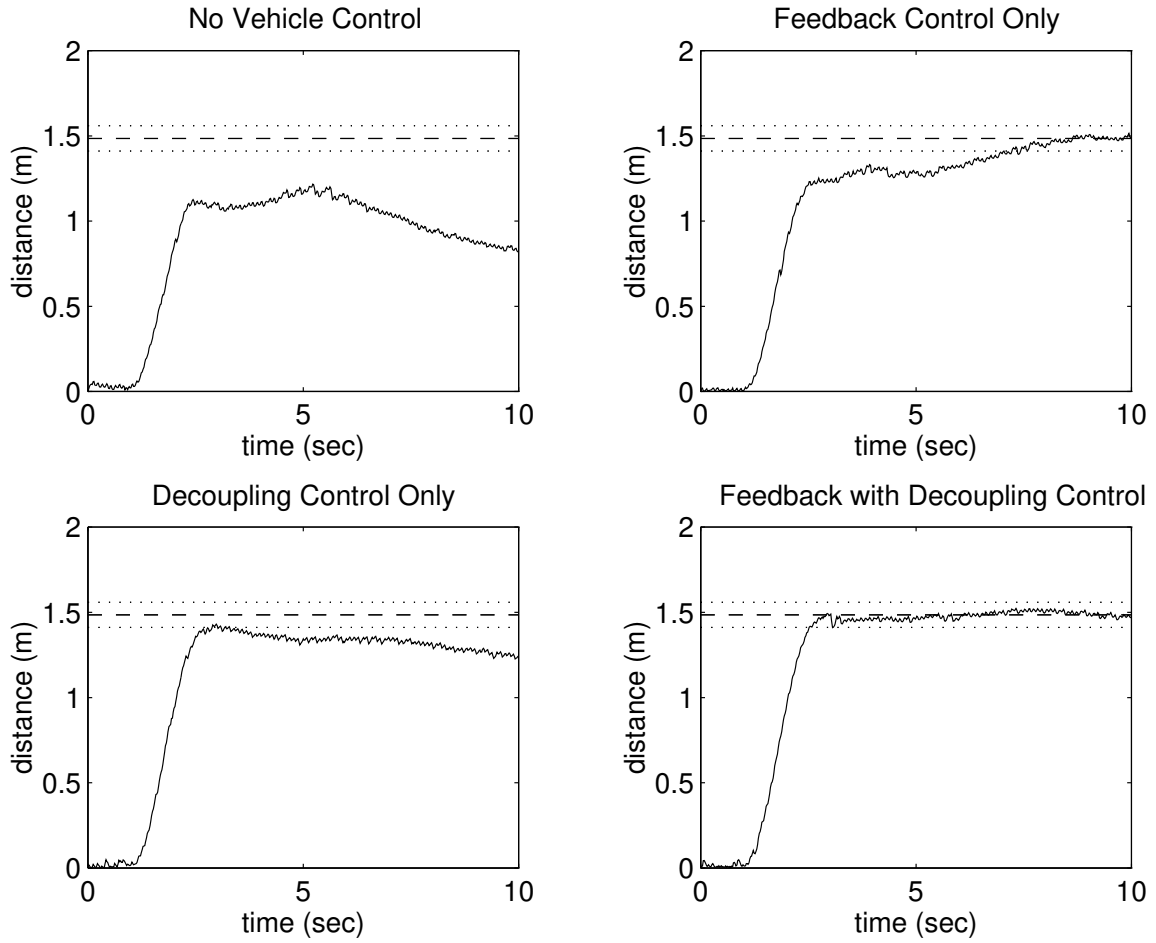 No Vehicle Control
2
1.5
1
0.5
0
distance (m)
0
5
10
time (sec)
Feedback Control Only
2
1.5
1
0.5
0
distance (m)
0
5
10
time (sec)
Decoupling Control Only
2
1.5
1
0.5
0
distance (m)
0
5
10
time (sec)
Feedback with Decoupling Control
2
1.5
1
0.5
0
distance (m)
0
5
10
time (sec)